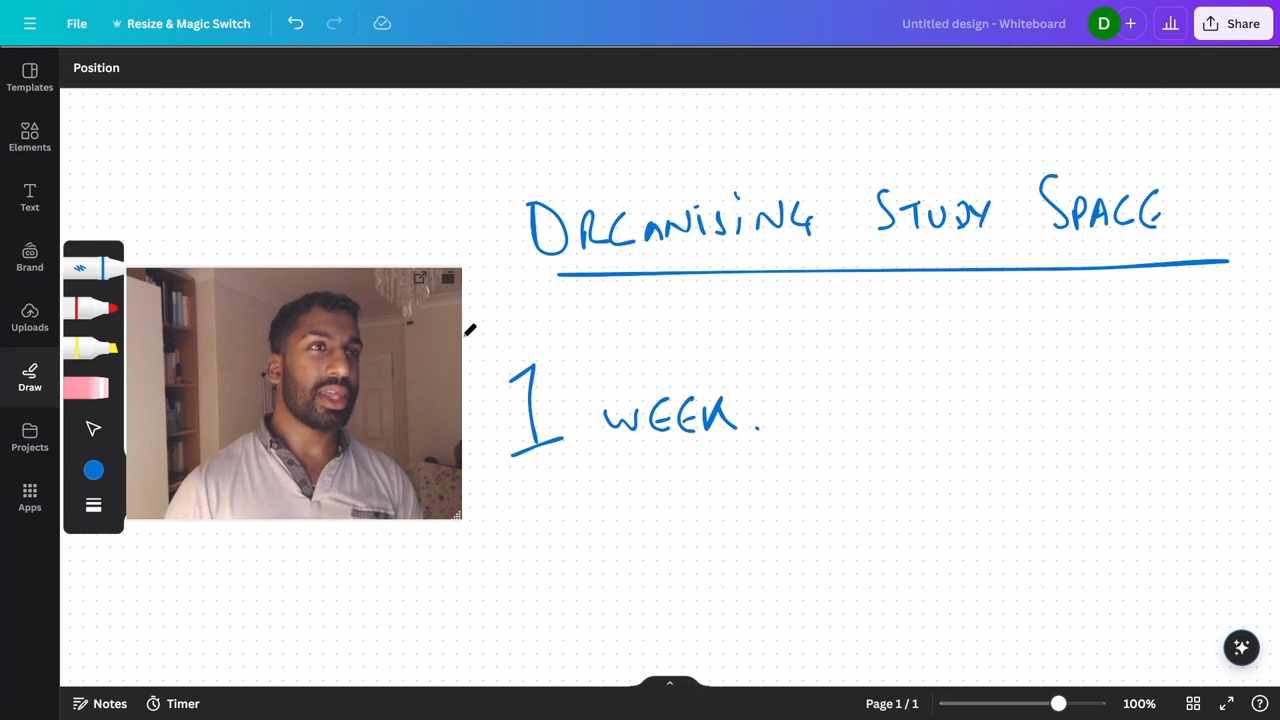 File
Resize & Magic Switch
Untitled design - Whiteboard
D
+
Share
Position
Templates
Elements
Text
Brand
Uploads
Draw
Projects
Apps
ORGANISING STUDY SPACE
1 WEEK.
Notes
Timer
Page 1 / 1
100%